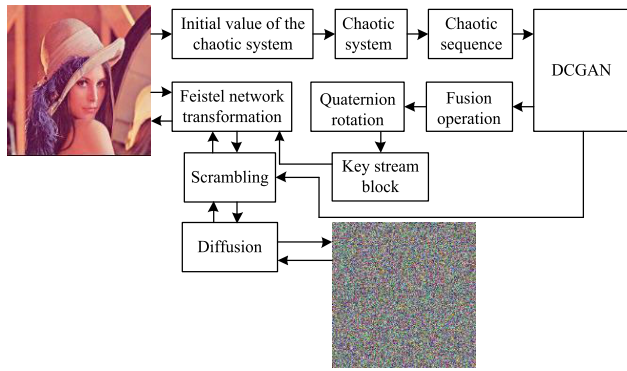 Initial value of the
chaotic system
Chaotic
system
Chaotic
sequence
DCGAN
Feistel network
transformation
Quaternion
rotation
Fusion
operation
Key stream
block
Scrambling
Diffusion